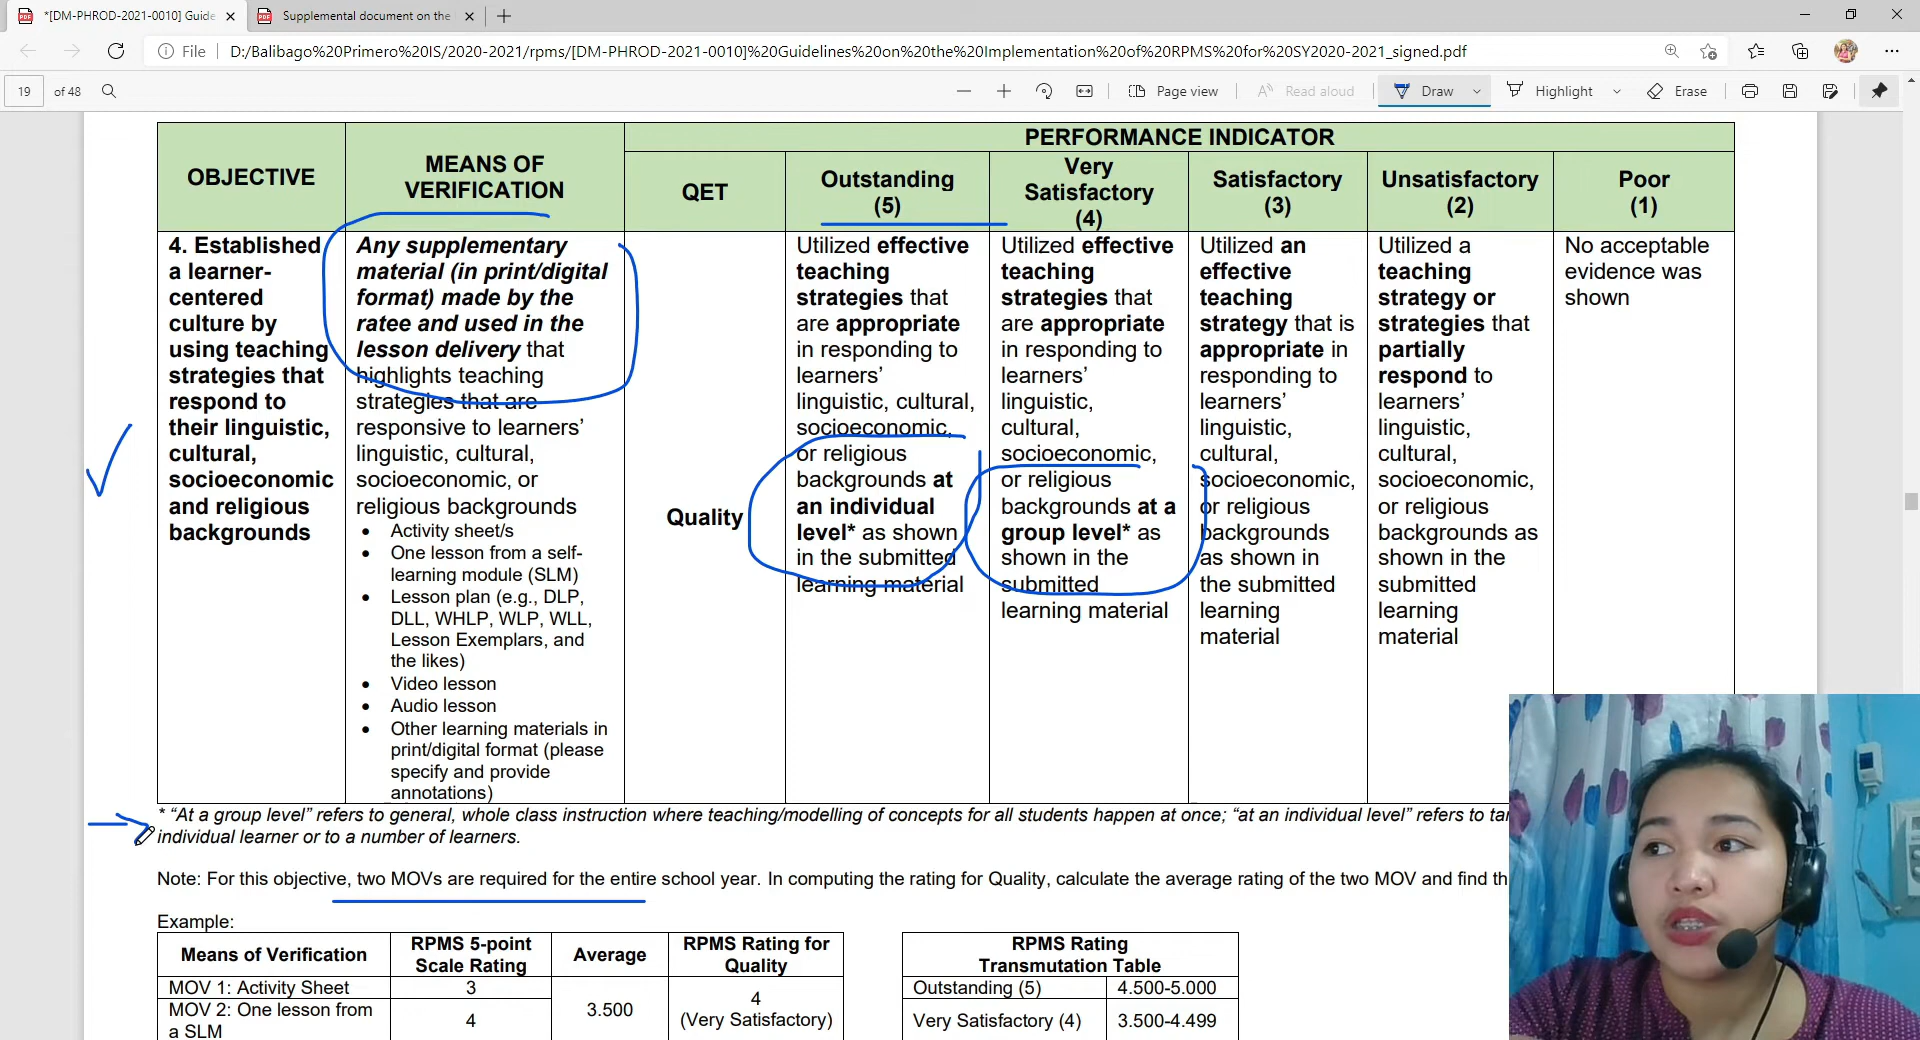 *[DM-PHROD-2021-0010] Guide
Supplemental document on the
File
D:/Balibago%20Primero%20IS/2020-2021/rpms/[DM-PHROD-2021-0010]%20Guidelines%20on%20the%20Implementation%20of%20RPMS%20for%20SY2020-2021_signed.pdf
19 of 48
Page view
Read aloud
Draw
Highlight
Erase
OBJECTIVE
MEANS OF
VERIFICATION
PERFORMANCE INDICATOR
QET
Outstanding
(5)
Very
Satisfactory
(4)
Satisfactory
(3)
Unsatisfactory
(2)
Poor
(1)
4. Established
a learner-
centered
culture by
using teaching
strategies that
respond to
their linguistic,
cultural,
socioeconomic
and religious
backgrounds
Any supplementary
material (in print/digital
format) made by the
ratee and used in the
lesson delivery that
highlights teaching
strategies that are
responsive to learners’
linguistic, cultural,
socioeconomic, or
religious backgrounds
• Activity sheet/s
• One lesson from a self-
learning module (SLM)
• Lesson plan (e.g., DLP,
DLL, WHLP, WLP, WLL,
Lesson Exemplars, and
the likes)
• Video lesson
• Audio lesson
• Other learning materials in
print/digital format (please
specify and provide
annotations)
Quality
Utilized effective
teaching
strategies that
are appropriate
in responding to
learners’
linguistic, cultural,
socioeconomic,
or religious
backgrounds at
an individual
level* as shown
in the submitted
learning material
Utilized effective
teaching
strategies that
are appropriate
in responding to
learners’
linguistic,
cultural,
socioeconomic,
or religious
backgrounds at a
group level* as
shown in the
submitted
learning material
Utilized an
effective
teaching
strategy that is
appropriate in
responding to
learners’
linguistic,
cultural,
socioeconomic,
or religious
backgrounds
as shown in
the submitted
learning
material
Utilized a
teaching
strategy or
strategies that
partially
respond to
learners’
linguistic,
cultural,
socioeconomic,
or religious
backgrounds as
shown in the
submitted
learning
material
No acceptable
evidence was
shown
* “At a group level” refers to general, whole class instruction where teaching/modelling of concepts for all students happen at once; “at an individual level” refers to
individual learner or to a number of learners.
Note: For this objective, two MOVs are required for the entire school year. In computing the rating for Quality, calculate the average rating of the two MOV and find
Example:
Means of Verification
RPMS 5-point
Scale Rating
Average
RPMS Rating for
Quality
MOV 1: Activity Sheet
3
MOV 2: One lesson from
a SLM
4
3.500
4
(Very Satisfactory)
RPMS Rating
Transmutation Table
Outstanding (5) 4.500-5.000
Very Satisfactory (4) 3.500-4.499